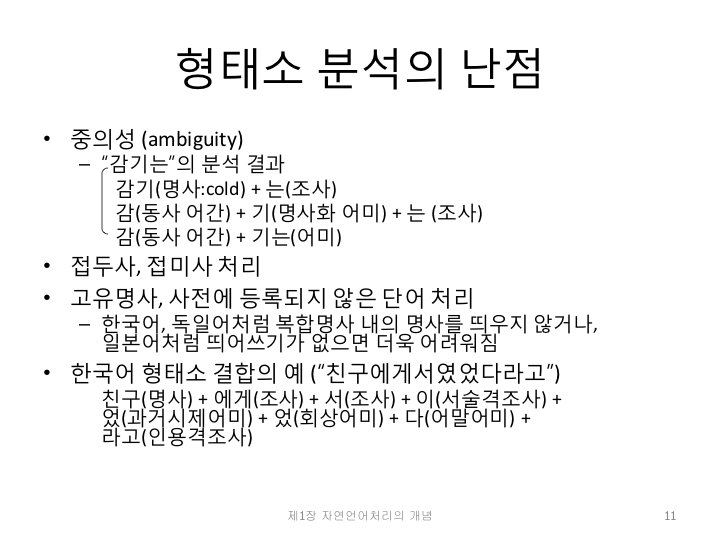 형태소 분석의 난점
• 중의성 (ambiguity)
– “감기는”의 분석 결과
감기(명사:cold) + 는(조사)
감(동사 어간) + 기(명사화 어미) + 는 (조사)
감(동사 어간) + 기는(어미)
• 접두사, 접미사 처리
• 고유명사, 사전에 등록되지 않은 단어 처리
– 한국어, 독일어처럼 복합명사 내의 명사를 띄우지 않거나,
일본어처럼 띄어쓰기가 없으면 더욱 어려워짐
• 한국어 형태소 결합의 예 (“친구에게서였었다라고”)
친구(명사) + 에게(조사) + 서(조사) + 이(서술격조사) +
었(과거시제어미) + 었(회상어미) + 다(어말어미) +
라고(인용격조사)
제1장 자연언어처리의 개념
11